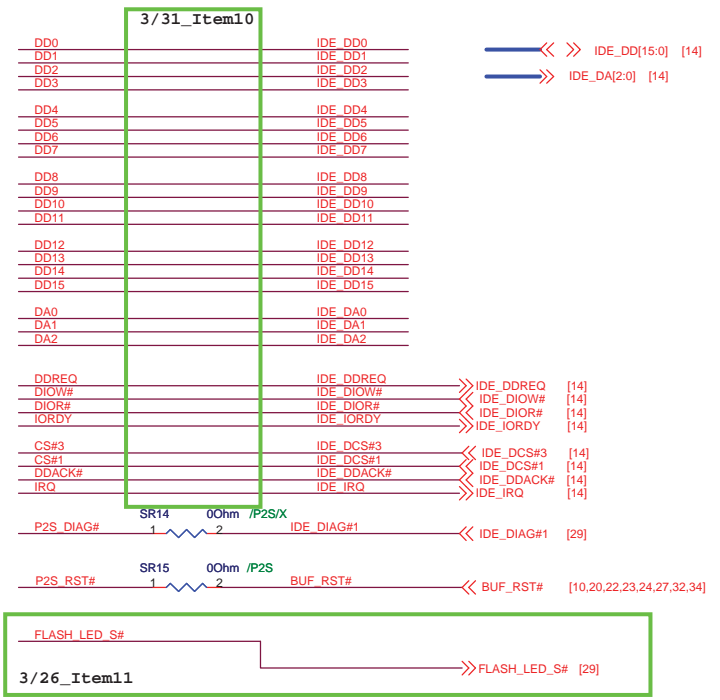 3/31_Item10
DD0 IDE_DD0 IDE_DD[15:0] [14]
DD1 IDE_DD1
DD2 IDE_DD2 IDE_DA[2:0] [14]
DD3 IDE_DD3
DD4 IDE_DD4
DD5 IDE_DD5
DD6 IDE_DD6
DD7 IDE_DD7
DD8 IDE_DD8
DD9 IDE_DD9
DD10 IDE_DD10
DD11 IDE_DD11
DD12 IDE_DD12
DD13 IDE_DD13
DD14 IDE_DD14
DD15 IDE_DD15
DA0 IDE_DA0
DA1 IDE_DA1
DA2 IDE_DA2
DDREQ IDE_DDREQ IDE_DDREQ [14]
DIOW# IDE_DIOW# IDE_DIOW# [14]
DIOR# IDE_DIOR# IDE_DIOR# [14]
IORDY IDE_IORDY IDE_IORDY [14]
CS#3 IDE_DCS#3 IDE_DCS#3 [14]
CS#1 IDE_DCS#1 IDE_DCS#1 [14]
DDACK# IDE_DDACK# IDE_DDACK# [14]
IRQ IDE_IRQ IDE_IRQ [14]
SR14 0Ohm /P2S/X
P2S_DIAG# 1 2 IDE_DIAG#1 IDE_DIAG#1 [29]
SR15 0Ohm /P2S
P2S_RST# 1 2 BUF_RST# BUF_RST# [10,20,22,23,24,27,32,34]
FLASH_LED_S#
FLASH_LED_S# [29]
3/26_Item11